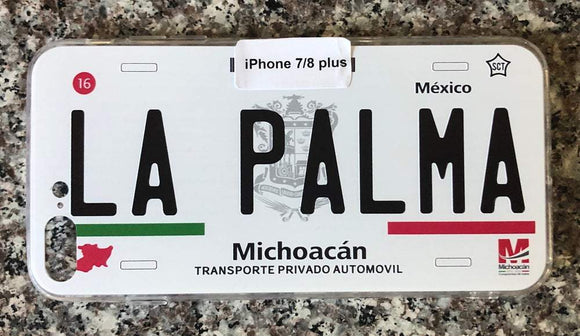 iPhone 7/8 plus
16
SCT
México
LA PALMA
Michoacán
TRANSPORTE PRIVADO AUTOMOVIL
M
Michoacán